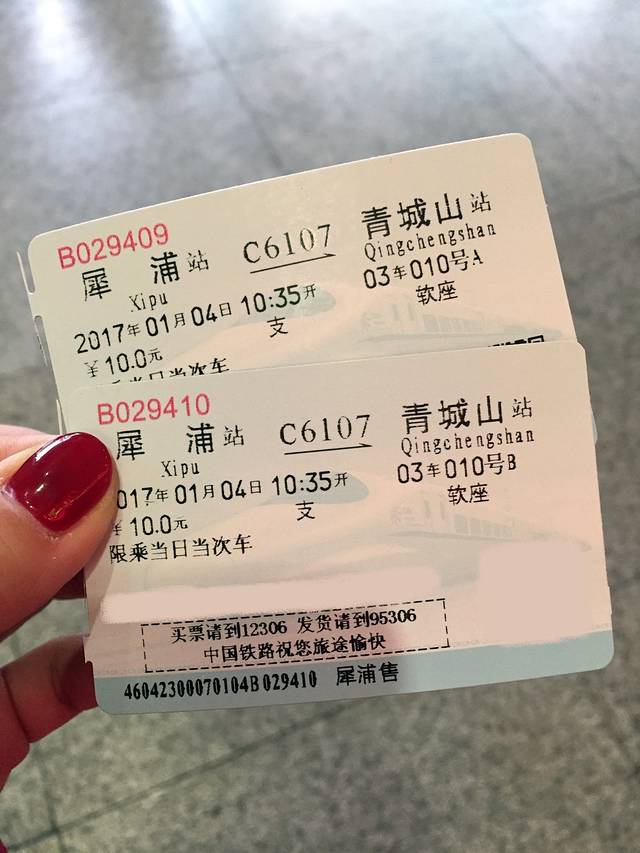 B029409
犀 浦站 C6107 青城山站
Xipu Qingchengshan
2017年01月04日 10:35开 03车010号A
¥10.0元 支 软座
乘当日当次车
B029410
犀 浦站 C6107 青城山站
Xipu Qingchengshan
017年01月04日 10:35开 03车010号B
¥10.0元 支 软座
限乘当日当次车
买票请到12306 发货请到95306
中国铁路祝您旅途愉快
46042300070104B029410 犀浦售